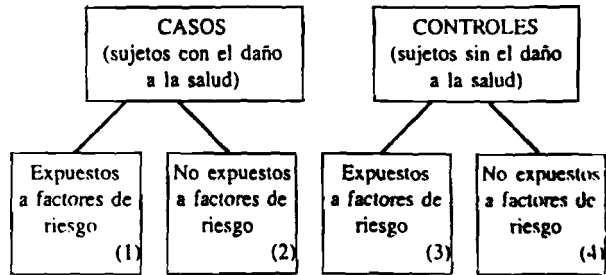 CASOS
(sujetos con el daño
a la salud)
CONTROLES
(sujetos sin el daño
a la salud)
Expuestos
a factores de
riesgo
(1)
No expuestos
a factores de
riesgo
(2)
Expuestos
a factores de
riesgo
(3)
No expuestos
a factores de
riesgo
(4)